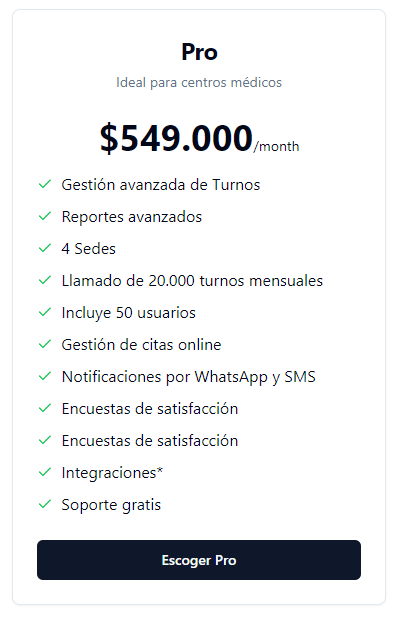 Pro
Ideal para centros médicos
$549.000/month
Gestión avanzada de Turnos
Reportes avanzados
4 Sedes
Llamado de 20.000 turnos mensuales
Incluye 50 usuarios
Gestión de citas online
Notificaciones por WhatsApp y SMS
Encuestas de satisfacción
Encuestas de satisfacción
Integraciones*
Soporte gratis
Escoger Pro